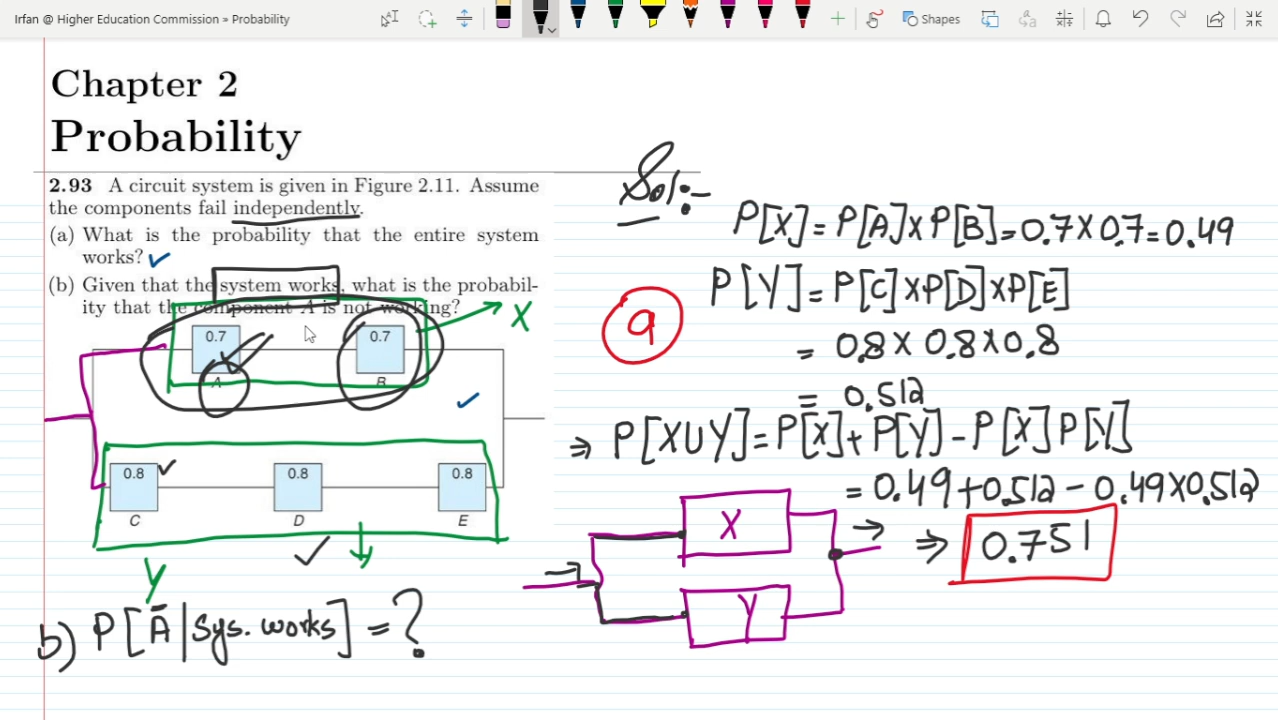 Irfan @ Higher Education Commission » Probability
Shapes
Chapter 2
Probability
2.93 A circuit system is given in Figure 2.11. Assume
the components fail independently.
(a) What is the probability that the entire system
works?
(b) Given that the system works, what is the probabil-
ity that the component A is not working?
X
0.7
0.7
A
B
0.8
0.8
0.8
C
D
E
Y
b) P[Ā|Sys. works] = ?
Sol:-
P[X] = P[A] x P[B] = 0.7 x 0.7 = 0.49
a
P[Y] = P[C] x P[D] x P[E]
= 0.8 x 0.8 x 0.8
= 0.512
⇒ P[XUY] = P[X] + P[Y] - P[X] P[Y]
= 0.49 + 0.512 - 0.49 x 0.512
⇒ 0.751
X
Y